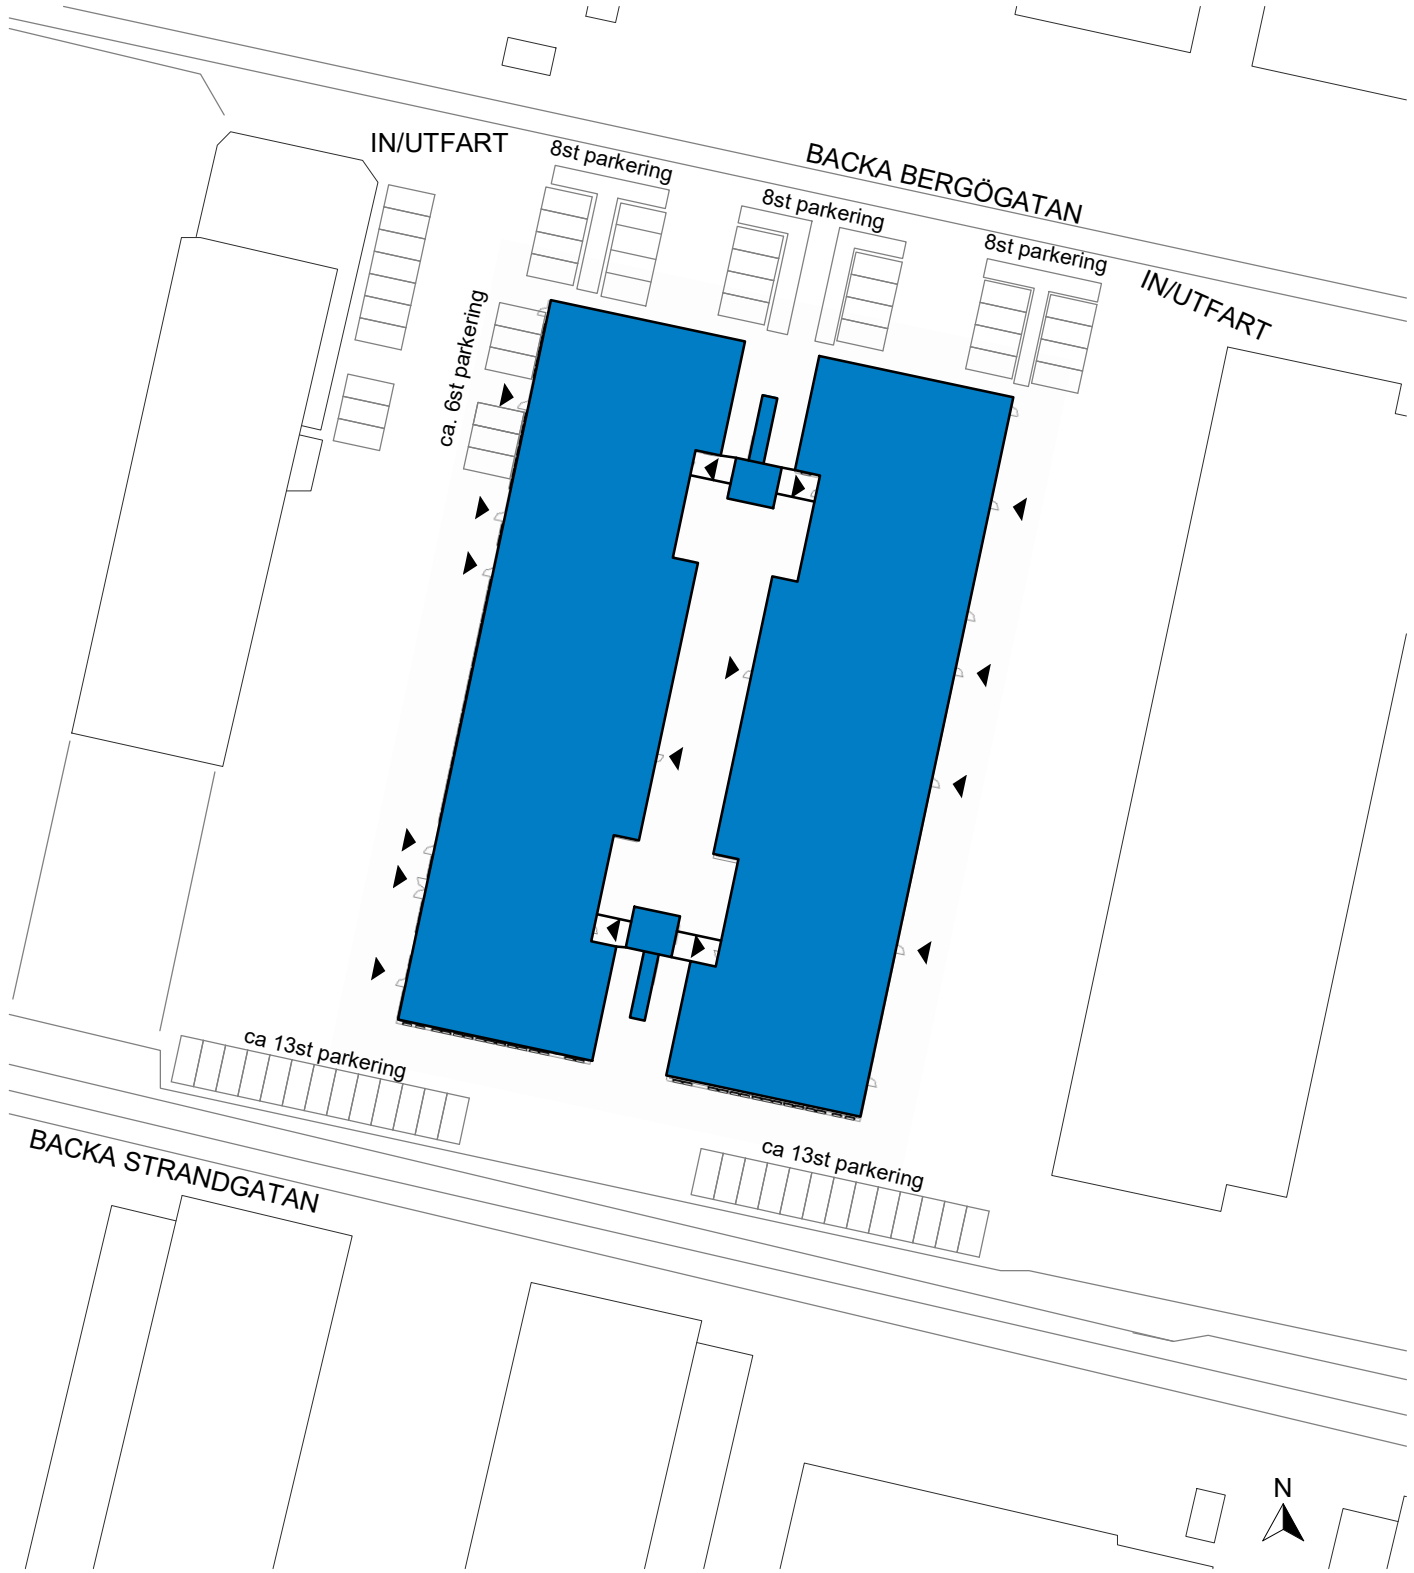 IN/UTFART
8st parkering
BACKA BERGÖGATAN
8st parkering
8st parkering
IN/UTFART
ca. 6st parkering
ca 13st parkering
BACKA STRANDGATAN
ca 13st parkering
N